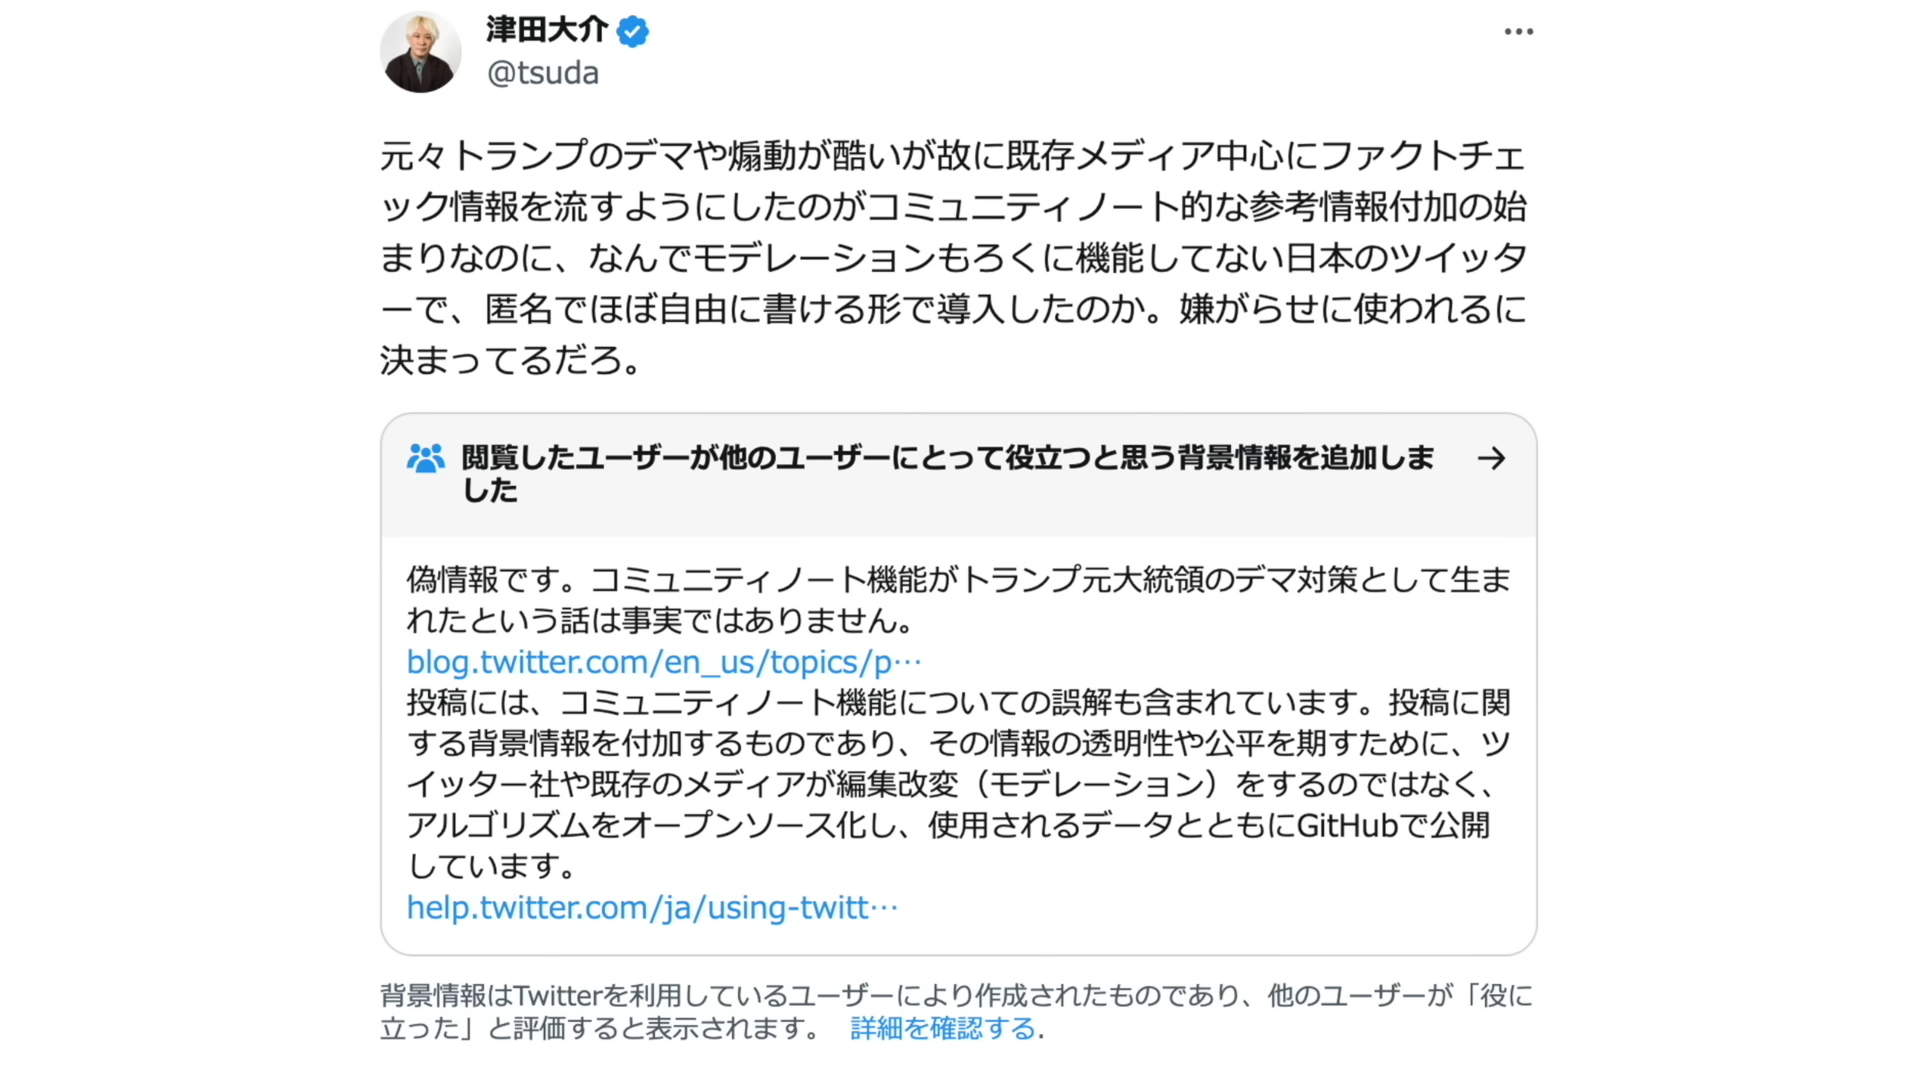 津田大介
@tsuda
元々トランプのデマや煽動が酷いが故に既存メディア中心にファクトチェ
ック情報を流すようにしたのがコミュニティノート的な参考情報付加の始
まりなのに、なんでモデレーションもろくに機能してない日本のツイッタ
ーで、匿名でほぼ自由に書ける形で導入したのか。嫌がらせに使われるに
決まってるだろ。
閲覧したユーザーが他のユーザーにとって役立つと思う背景情報を追加しま
した
偽情報です。コミュニティノート機能がトランプ元大統領のデマ対策として生ま
れたという話は事実ではありません。
blog.twitter.com/en_us/topics/p…
投稿には、コミュニティノート機能についての誤解も含まれています。投稿に関
する背景情報を付加するものであり、その情報の透明性や公平を期すために、ツ
イッター社や既存のメディアが編集改変（モデレーション）をするのではなく、
アルゴリズムをオープンソース化し、使用されるデータとともにGitHubで公開
しています。
help.twitter.com/ja/using-twitt…
背景情報はTwitterを利用しているユーザーにより作成されたものであり、他のユーザーが「役に
立った」と評価すると表示されます。 詳細を確認する.